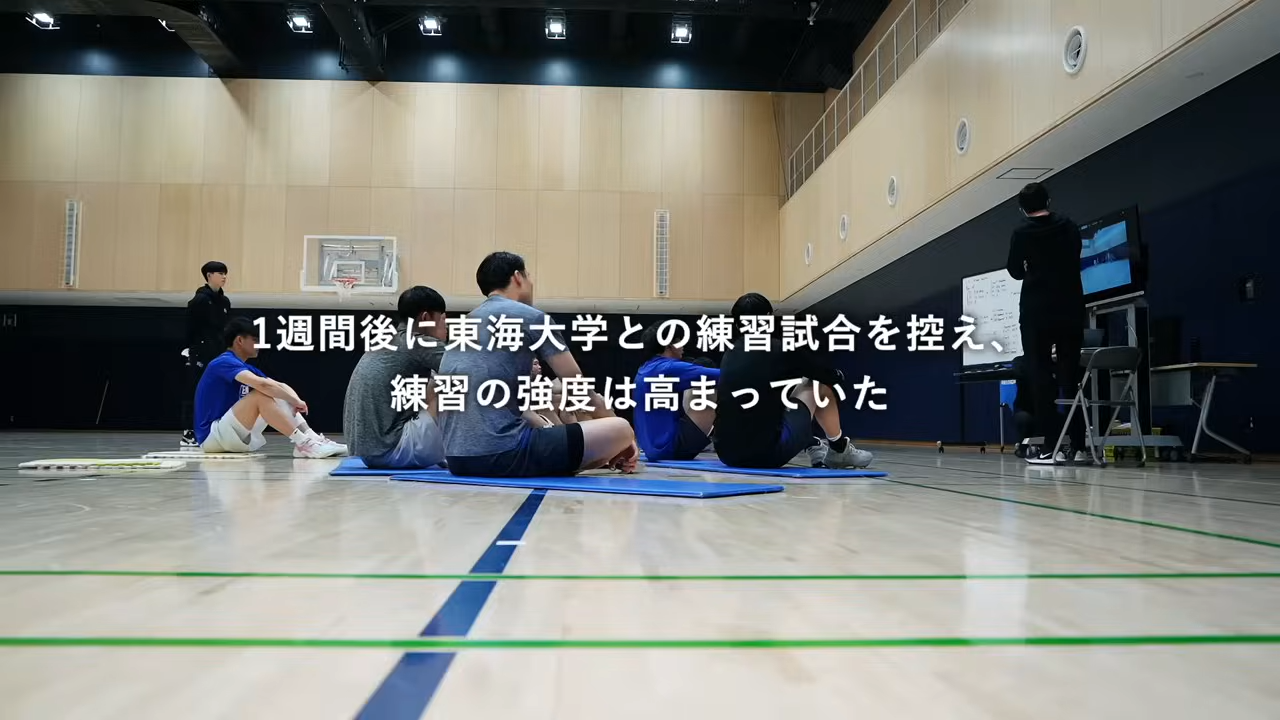 1週間後に東海大学との練習試合を控え、
練習の強度は高まっていた